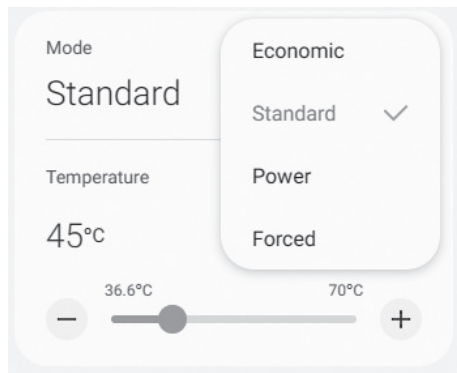 Mode
Standard
Temperature
45°C
36.6°C 70°C
Economic
Standard
Power
Forced